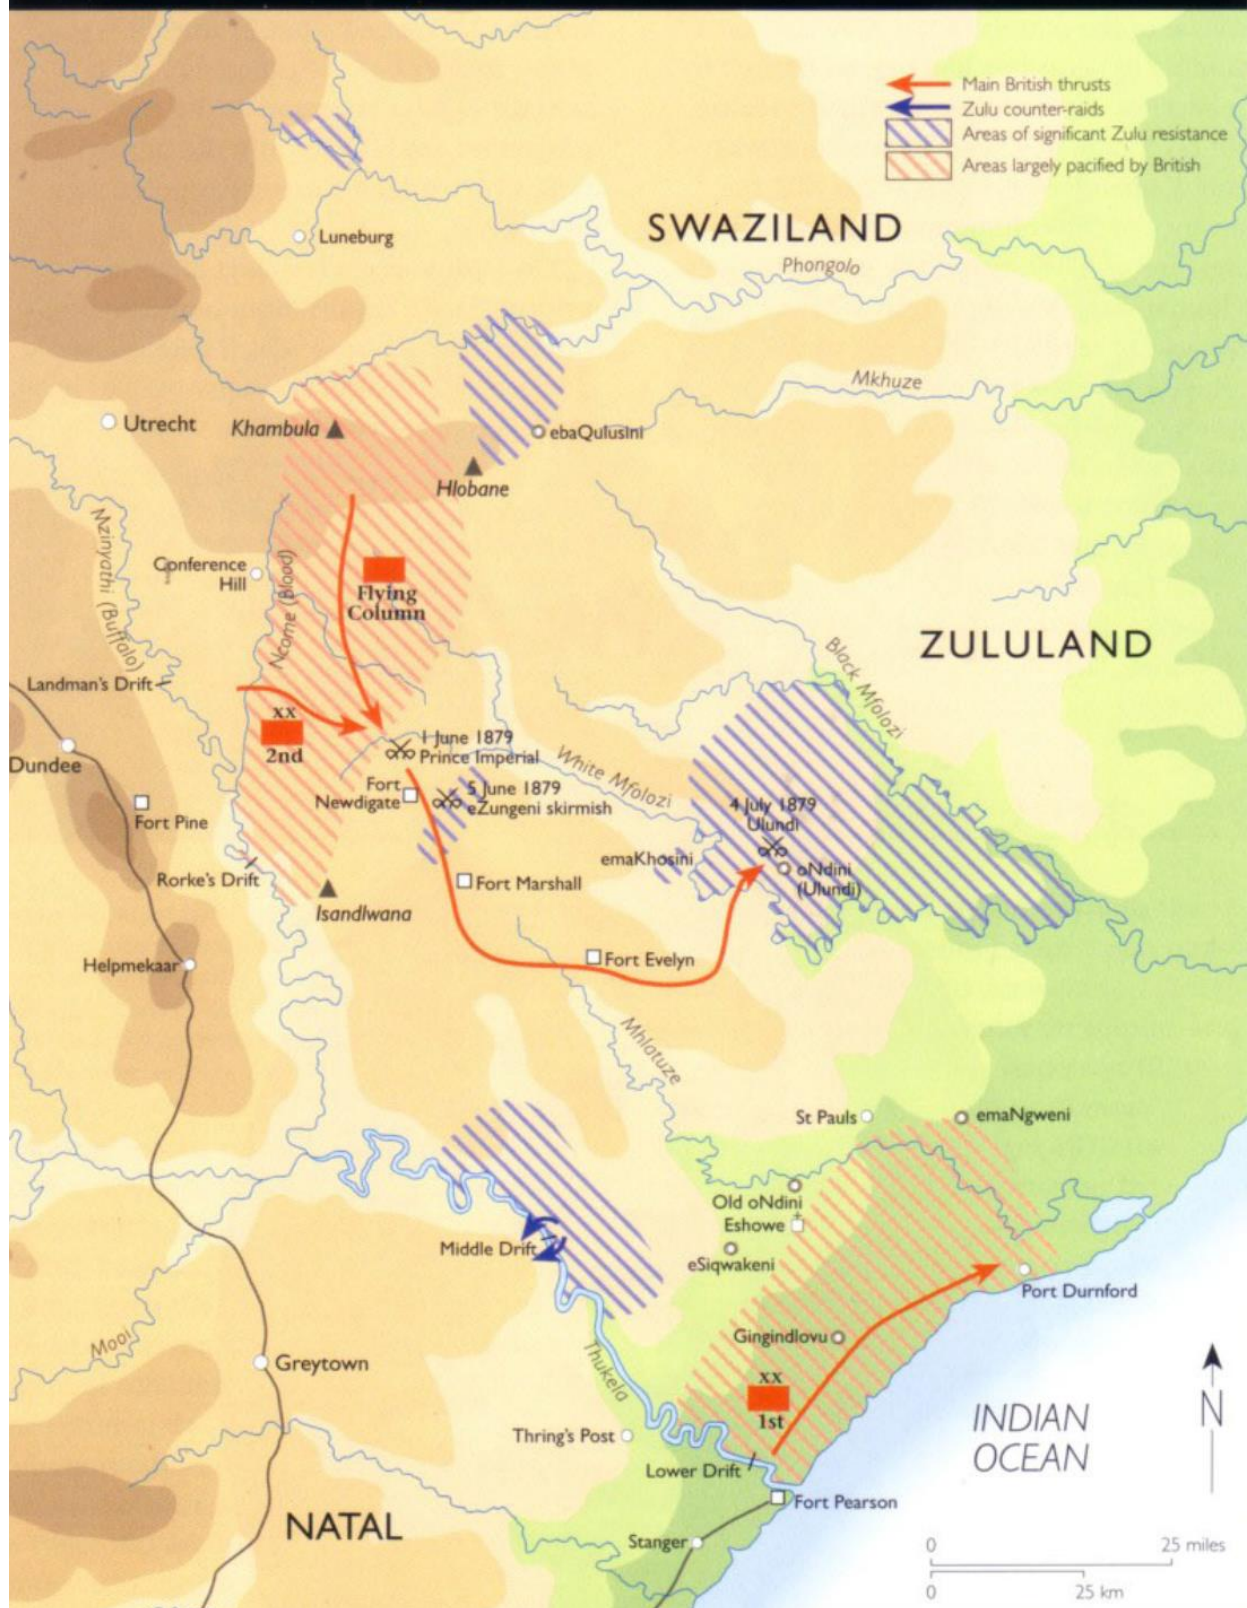 Main British thrusts
Zulu counter-raids
Areas of significant Zulu resistance
Areas largely pacified by British
SWAZILAND
Phongolo
Luneburg
Mkhuze
Utrecht
Khambula
ebaQulusini
Hlobane
Mzinyathi (Buffalo)
Conference
Hill
Ncome (Blood)
Flying
Column
ZULULAND
Black Mfolozi
Landman's Drift
xx
2nd
1 June 1879
Prince Imperial
Dundee
White Mfolozi
Fort
Newdigate
5 June 1879
eZungeni skirmish
4 July 1879
Ulundi
Fort Pine
emaKhosini
oNdini
(Ulundi)
Rorke's Drift
Fort Marshall
Isandlwana
Helpmekaar
Fort Evelyn
Mhlatuze
St Pauls
emaNgweni
Old oNdini
Eshowe
Middle Drift
eSiqwakeni
Port Durnford
Mooi
Gingindlovu
Greytown
Thukela
xx
1st
N
INDIAN
OCEAN
Thring's Post
Lower Drift
Fort Pearson
NATAL
Stanger
0 25 miles
0 25 km